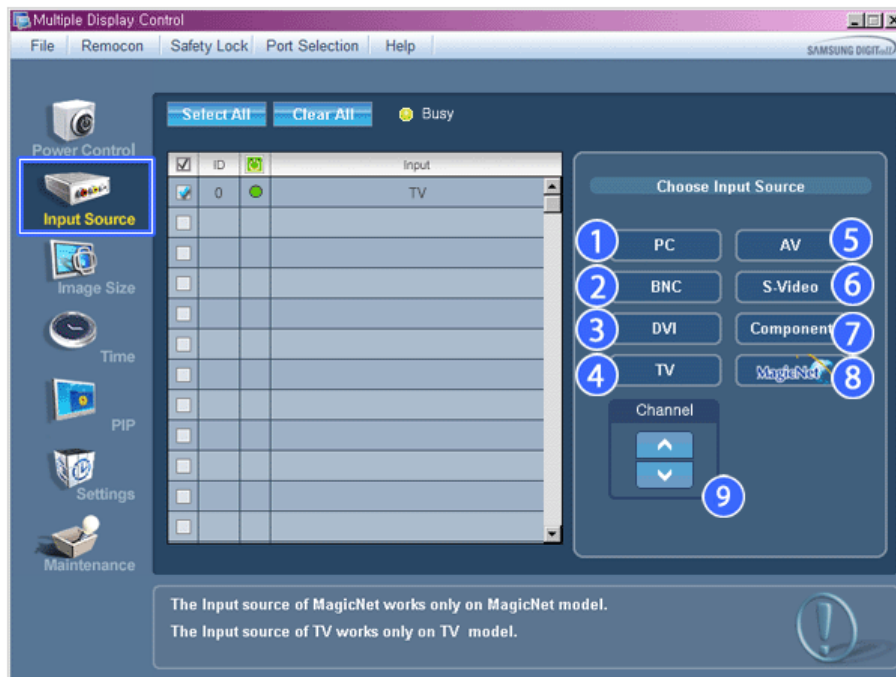 Multiple Display Control
File Remocon Safety Lock Port Selection Help
SAMSUNG DIGITall
Select All Clear All Busy
Power Control
Input Source
Image Size
Time
PIP
Settings
Maintenance
ID Input
0 TV
Choose Input Source
1 PC AV 5
2 BNC S-Video 6
3 DVI Component 7
4 TV MagicNet 8
Channel
9
The Input source of MagicNet works only on MagicNet model.
The Input source of TV works only on TV model.